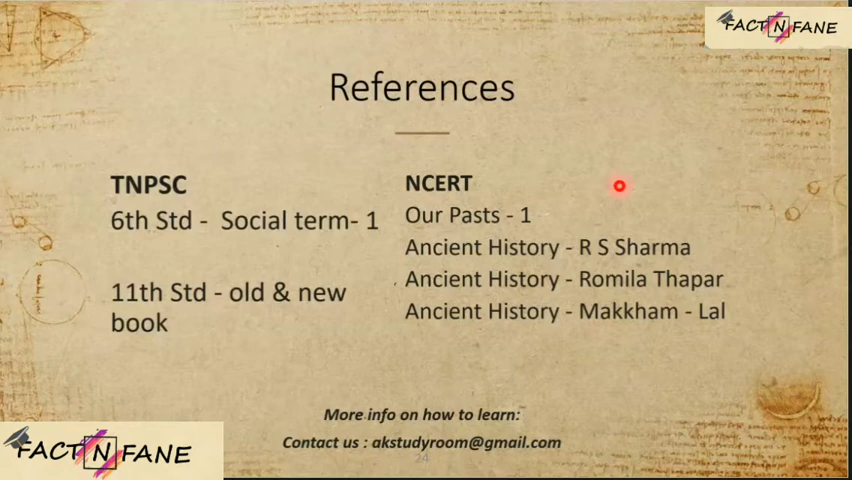 FACT N FANE
References
TNPSC
6th Std - Social term- 1
11th Std - old & new
book
NCERT
Our Pasts - 1
Ancient History - R S Sharma
Ancient History - Romila Thapar
Ancient History - Makkham - Lal
More info on how to learn:
Contact us : akstudyroom@gmail.com
24
FACT N FANE